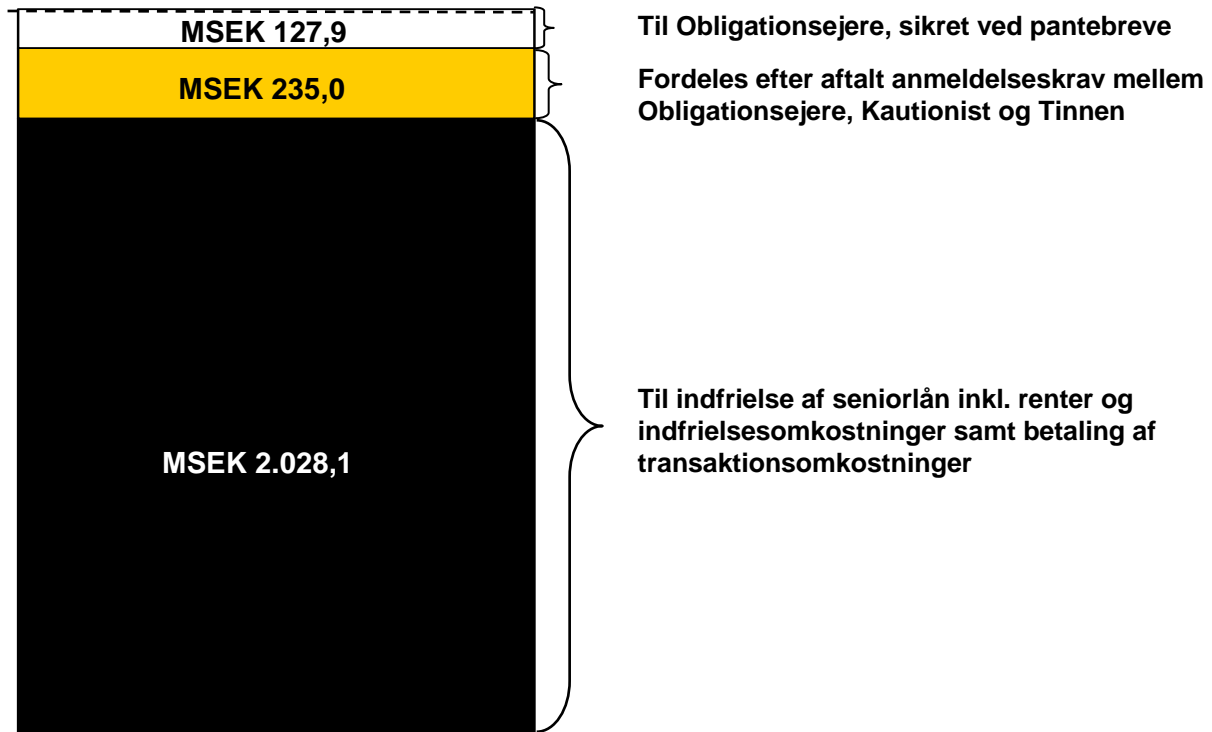 MSEK 127,9
Til Obligationsejere, sikret ved pantebreve
MSEK 235,0
Fordeles efter aftalt anmeldelseskrav mellem
Obligationsejere, Kautionist og Tinnen
MSEK 2.028,1
Til indfrielse af seniorlån inkl. renter og
indfrielsesomkostninger samt betaling af
transaktionsomkostninger